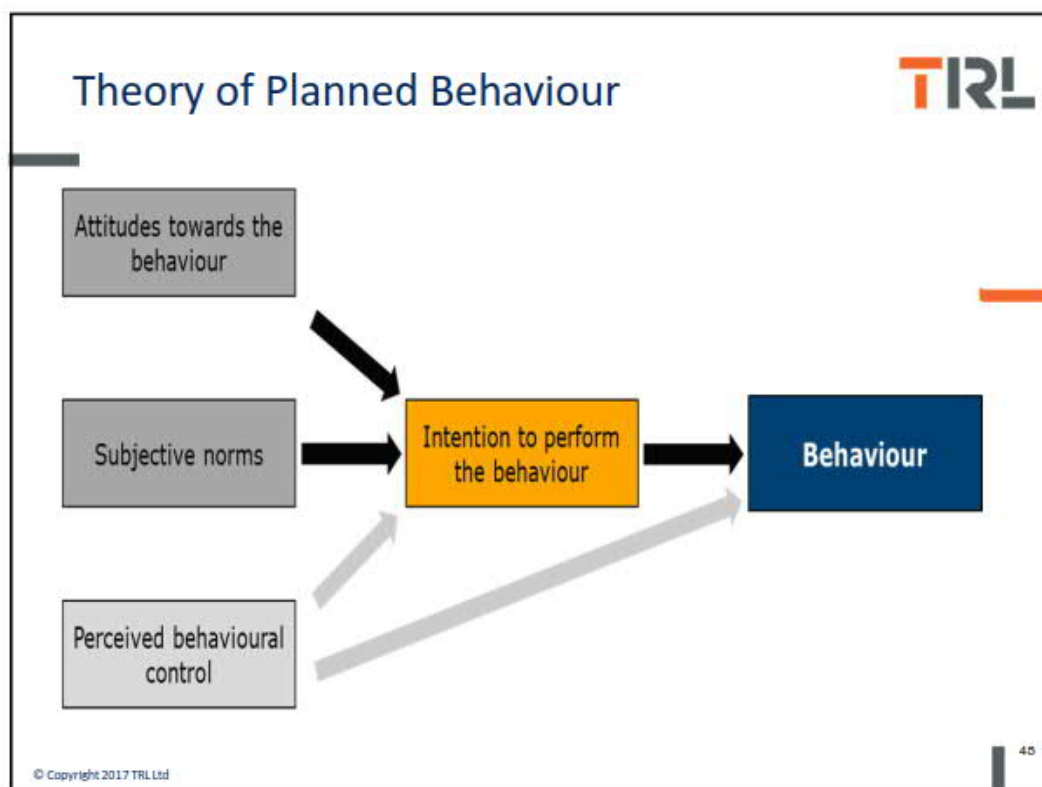 Theory of Planned Behaviour
TRL
Attitudes towards the
behaviour
Subjective norms
Intention to perform
the behaviour
Behaviour
Perceived behavioural
control
© Copyright 2017 TRL Ltd
45